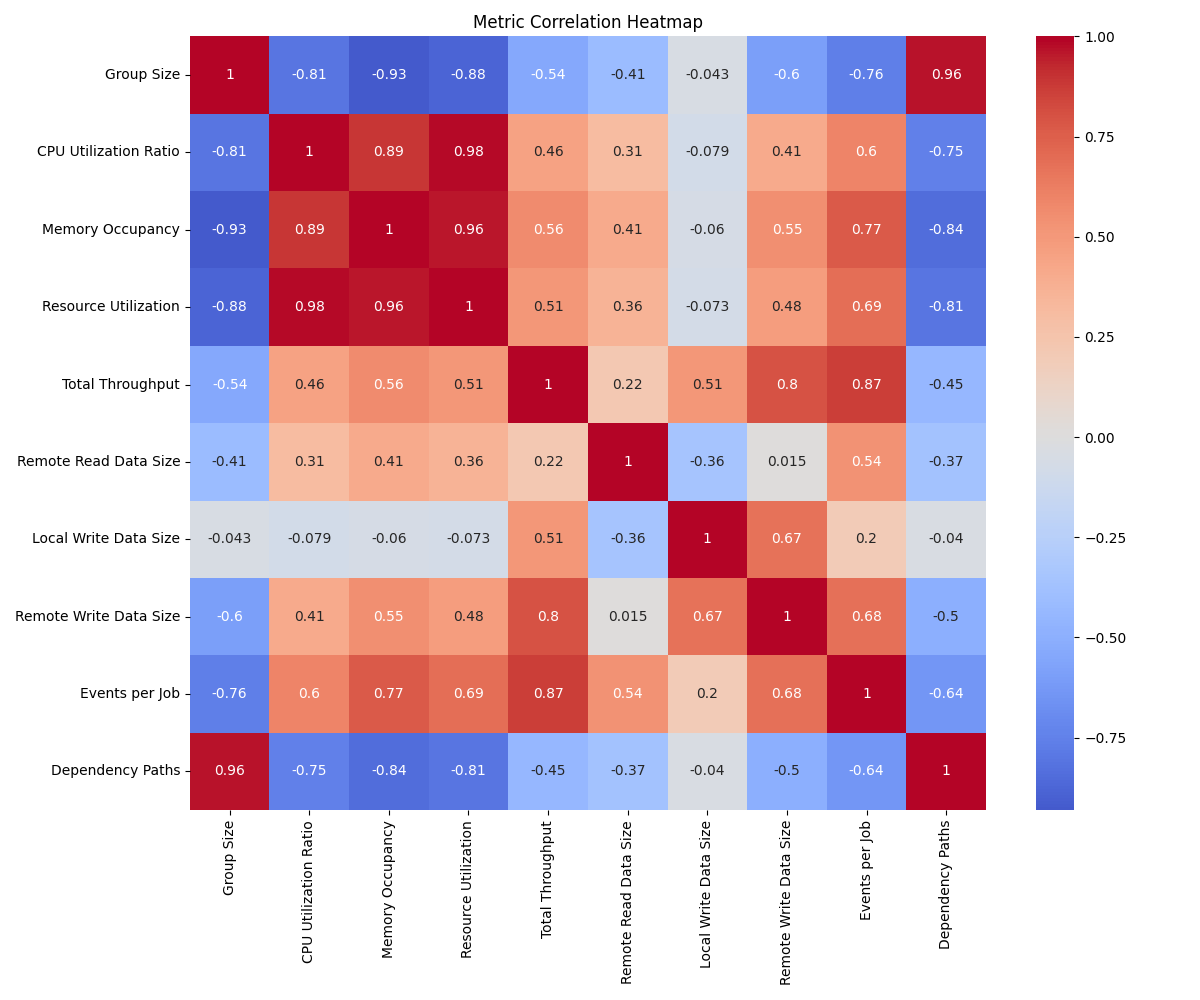 Metric Correlation Heatmap
Group Size 1 -0.81 -0.93 -0.88 -0.54 -0.41 -0.043 -0.6 -0.76 0.96
CPU Utilization Ratio -0.81 1 0.89 0.98 0.46 0.31 -0.079 0.41 0.6 -0.75
Memory Occupancy -0.93 0.89 1 0.96 0.56 0.41 -0.06 0.55 0.77 -0.84
Resource Utilization -0.88 0.98 0.96 1 0.51 0.36 -0.073 0.48 0.69 -0.81
Total Throughput -0.54 0.46 0.56 0.51 1 0.22 0.51 0.8 0.87 -0.45
Remote Read Data Size -0.41 0.31 0.41 0.36 0.22 1 -0.36 0.015 0.54 -0.37
Local Write Data Size -0.043 -0.079 -0.06 -0.073 0.51 -0.36 1 0.67 0.2 -0.04
Remote Write Data Size -0.6 0.41 0.55 0.48 0.8 0.015 0.67 1 0.68 -0.5
Events per Job -0.76 0.6 0.77 0.69 0.87 0.54 0.2 0.68 1 -0.64
Dependency Paths 0.96 -0.75 -0.84 -0.81 -0.45 -0.37 -0.04 -0.5 -0.64 1
Group Size
CPU Utilization Ratio
Memory Occupancy
Resource Utilization
Total Throughput
Remote Read Data Size
Local Write Data Size
Remote Write Data Size
Events per Job
Dependency Paths
1.00
0.75
0.50
0.25
0.00
−0.25
−0.50
−0.75